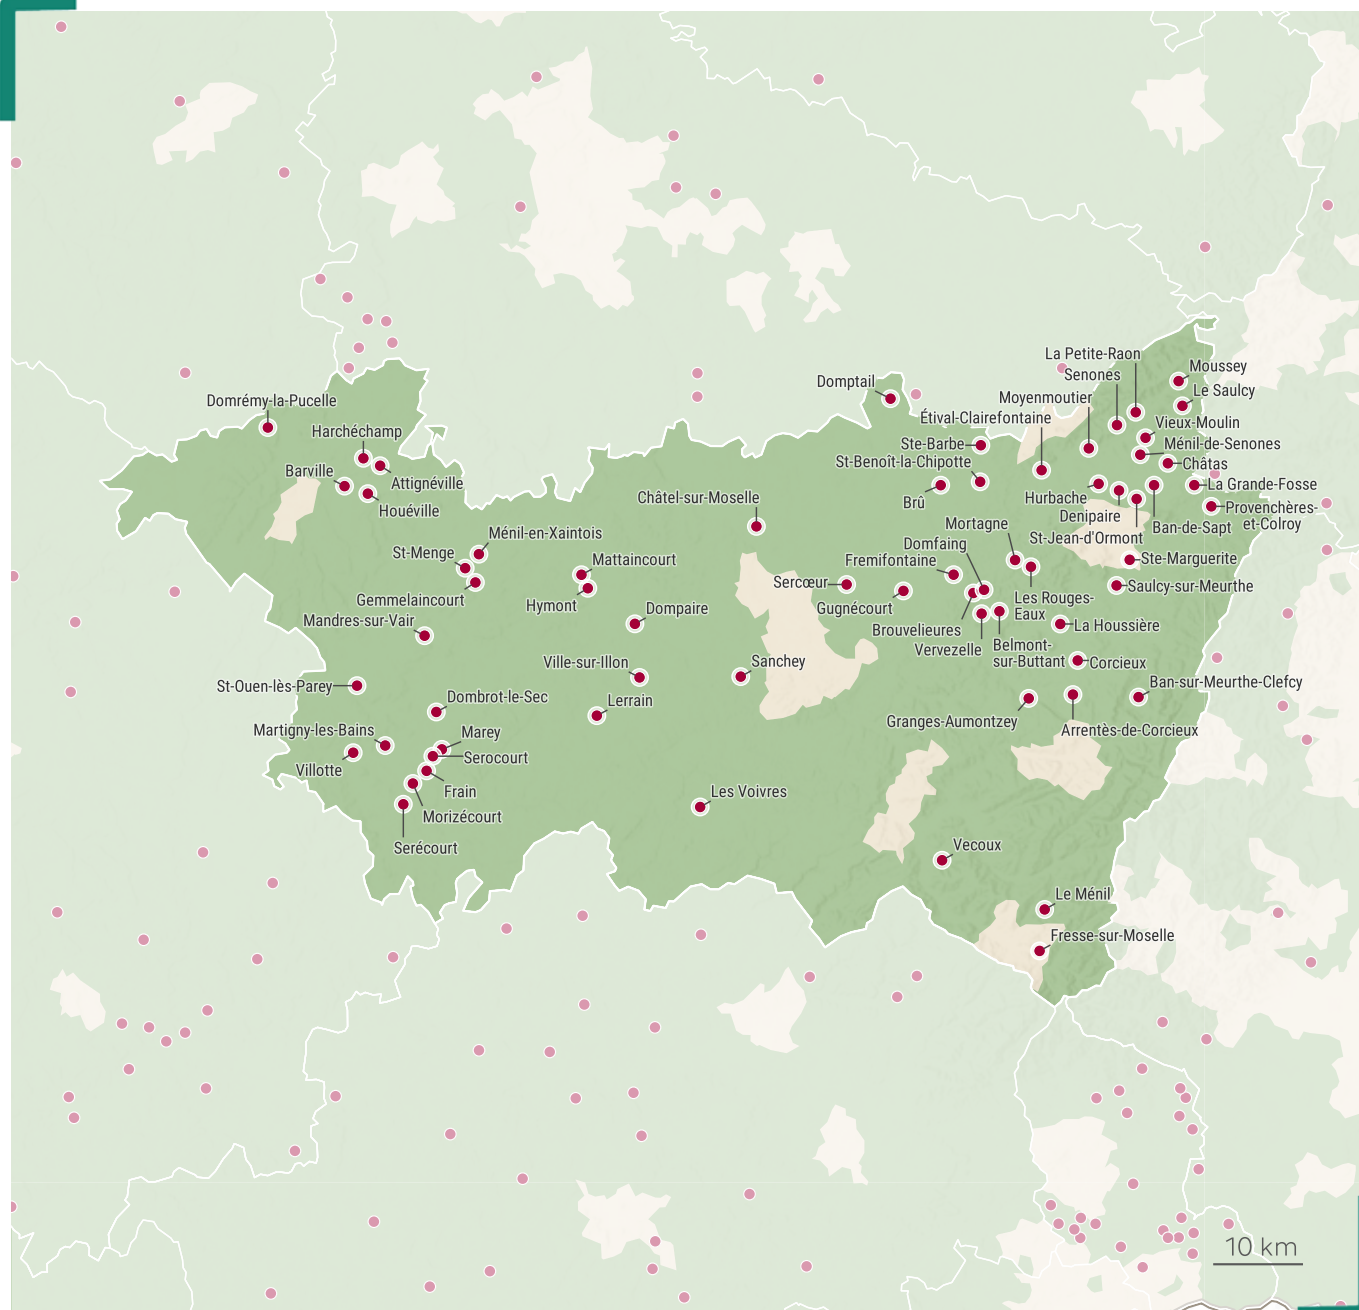 La Petite-Raon
Moussey
Senones
Domptail
Le Saulcy
Domrémy-la-Pucelle
Moyenmoutier
Étival-Clairefontaine
Vieux-Moulin
Harchéchamp
Ste-Barbe
Ménil-de-Senones
St-Benoît-la-Chipotte
Châtas
Barville
Attignéville
La Grande-Fosse
Châtel-sur-Moselle
Hurbache
Brû
Provenchères-
et-Colroy
Houéville
Denipaire
Mortagne
Ban-de-Sapt
Ménil-en-Xaintois
St-Jean-d'Ormont
Domfaing
St-Menge
Mattaincourt
Fremifontaine
Ste-Marguerite
Sercœur
Saulcy-sur-Meurthe
Gemmelaincourt
Hymont
Dompaire
Gugnécourt
Les Rouges-
Eaux
Mandres-sur-Vair
Brouvelieures
La Houssière
Vervezelle
Belmont-
sur-Buttant
Ville-sur-Illon
Sanchey
Corcieux
St-Ouen-lès-Parey
Ban-sur-Meurthe-Clefcy
Dombrot-le-Sec
Lerrain
Granges-Aumontzey
Martigny-les-Bains
Marey
Arrentès-de-Corcieux
Serocourt
Villotte
Frain
Les Voivres
Morizécourt
Serécourt
Vecoux
Le Ménil
Fresse-sur-Moselle
10 km